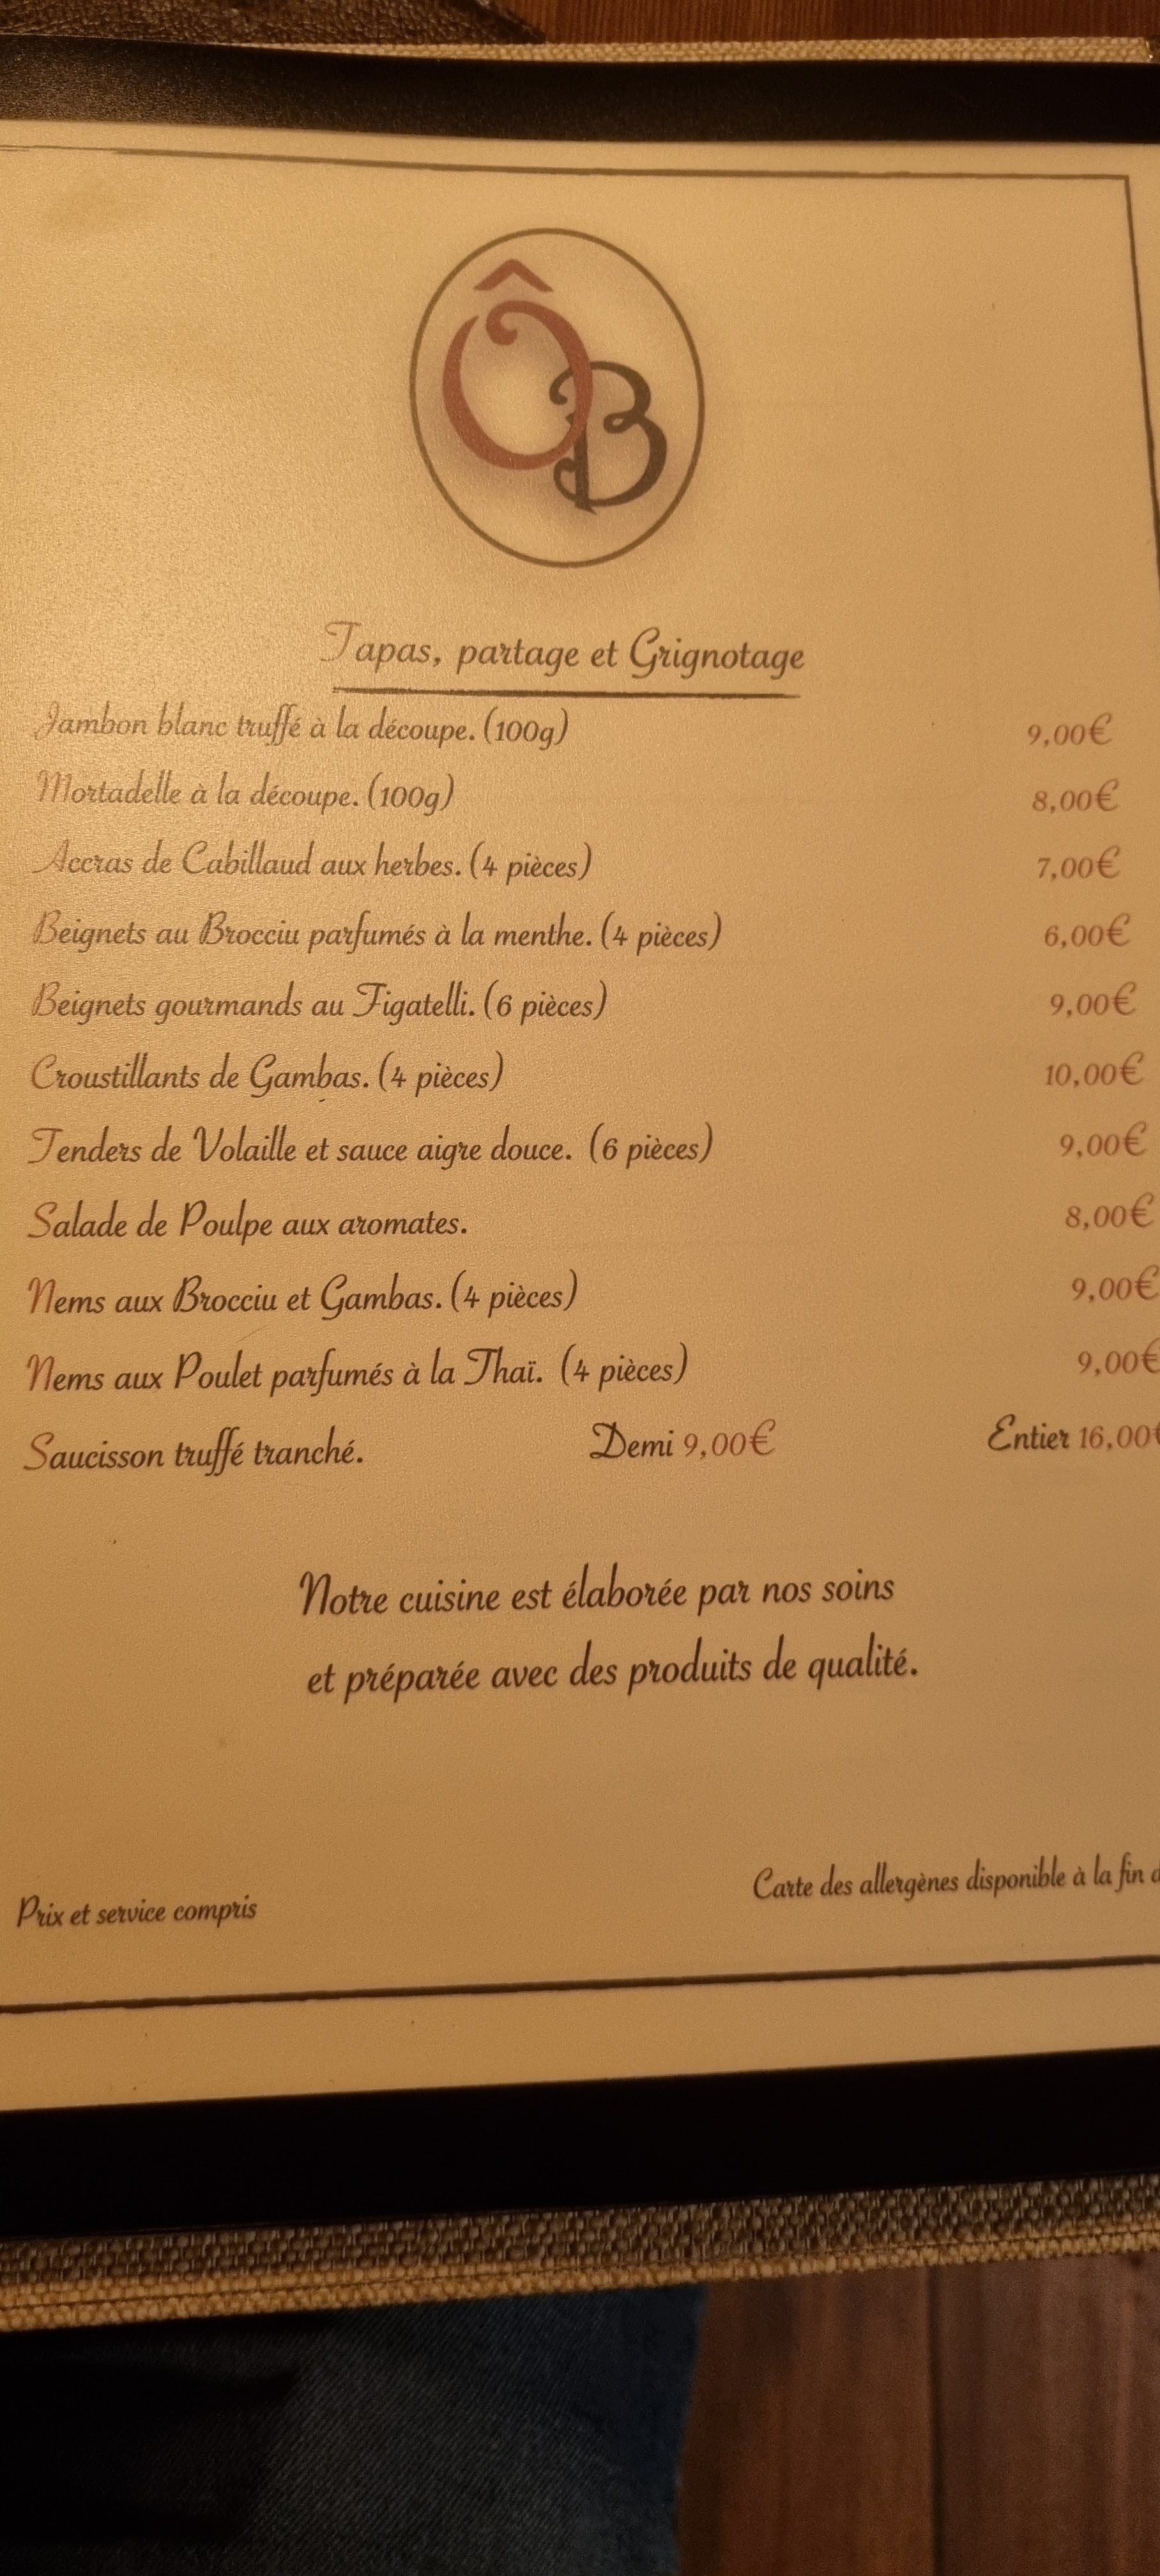 ÔB
Tapas, partage et Grignotage
Jambon blanc truffé à la découpe. (100g) 9,00€
Mortadelle à la découpe. (100g) 8,00€
Accras de Cabillaud aux herbes. (4 pièces) 7,00€
Beignets au Brocciu parfumés à la menthe. (4 pièces) 6,00€
Beignets gourmands au Figatelli. (6 pièces) 9,00€
Croustillants de Gambas. (4 pièces) 10,00€
Tenders de Volaille et sauce aigre douce. (6 pièces) 9,00€
Salade de Poulpe aux aromates. 8,00€
Nems aux Brocciu et Gambas. (4 pièces) 9,00€
Nems aux Poulet parfumés à la Thaï. (4 pièces) 9,00€
Saucisson truffé tranché. Demi 9,00€ Entier 16,00€
Notre cuisine est élaborée par nos soins
et préparée avec des produits de qualité.
Carte des allergènes disponible à la fin
Prix et service compris